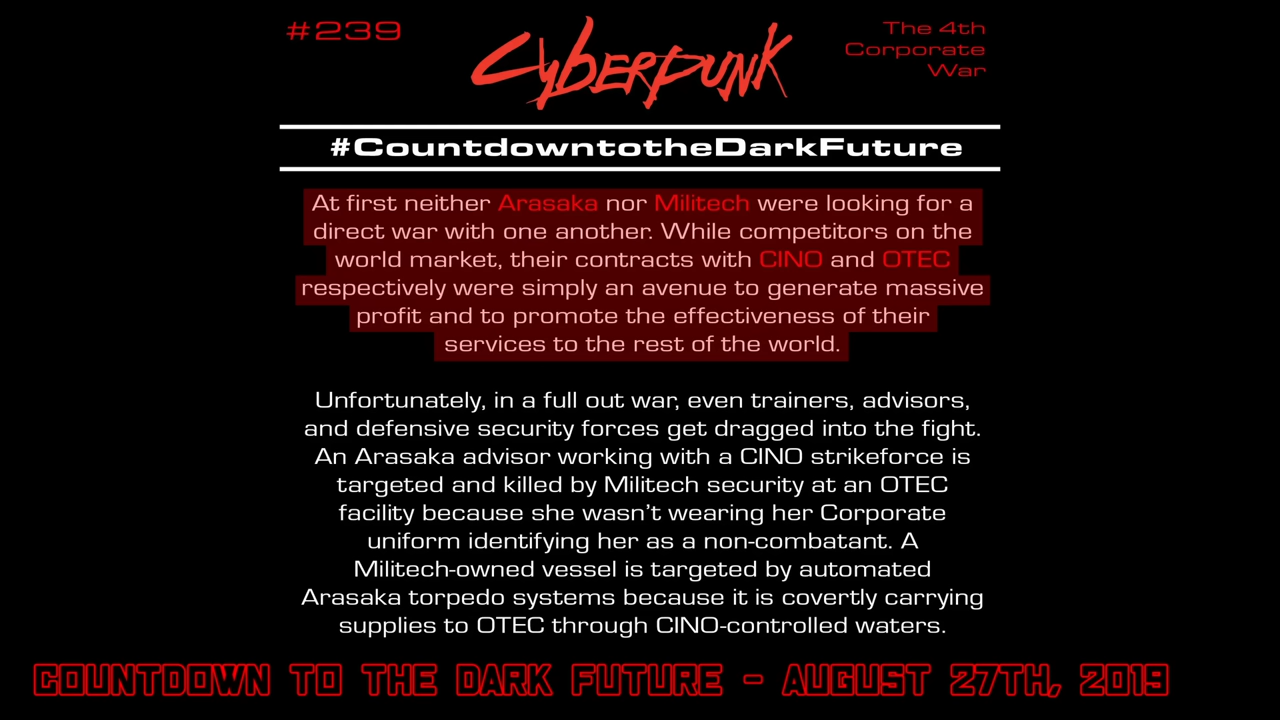 #239
CYBERPUNK
The 4th
Corporate
War
#CountdowntotheDarkFuture
At first neither Arasaka nor Militech were looking for a
direct war with one another. While competitors on the
world market, their contracts with CINO and OTEC
respectively were simply an avenue to generate massive
profit and to promote the effectiveness of their
services to the rest of the world.
Unfortunately, in a full out war, even trainers, advisors,
and defensive security forces get dragged into the fight.
An Arasaka advisor working with a CINO strikeforce is
targeted and killed by Militech security at an OTEC
facility because she wasn’t wearing her Corporate
uniform identifying her as a non-combatant. A
Militech-owned vessel is targeted by automated
Arasaka torpedo systems because it is covertly carrying
supplies to OTEC through CINO-controlled waters.
COUNTDOWN TO THE DARK FUTURE - AUGUST 27TH, 2019